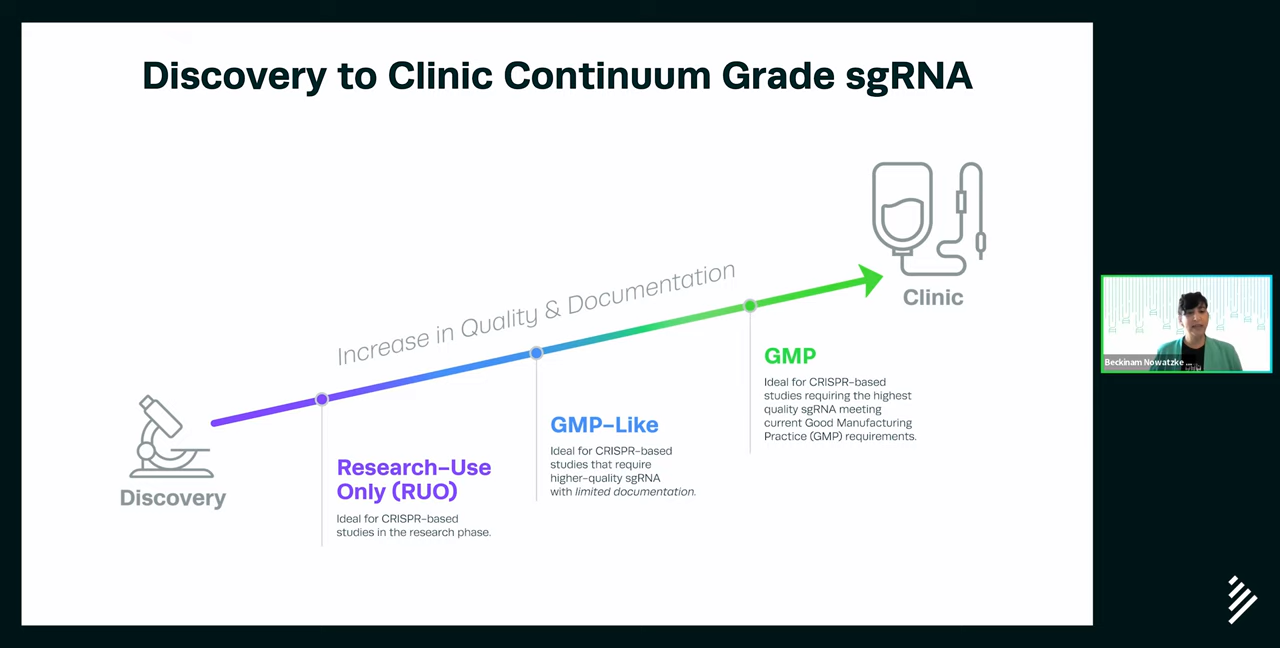 Discovery to Clinic Continuum Grade sgRNA
Increase in Quality & Documentation
Clinic
GMP
Ideal for CRISPR-based
studies requiring the highest
quality sgRNA meeting
current Good Manufacturing
Practice (GMP) requirements.
GMP-Like
Ideal for CRISPR-based
studies that require
higher-quality sgRNA
with limited documentation.
Research-Use
Only (RUO)
Ideal for CRISPR-based
studies in the research phase.
Discovery
Beckinam Nowatzke ...